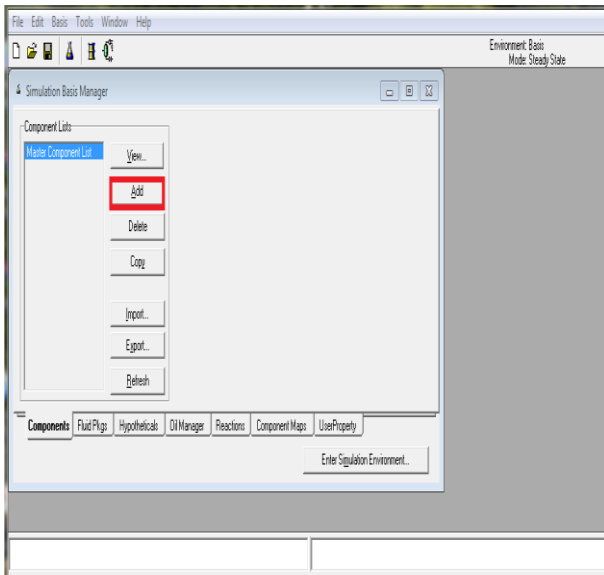 File Edit Basis Tools Window Help
Environment: Basis
Mode: Steady State
Simulation Basis Manager
Component Lists
Master Component List
View...
Add
Delete
Copy
Import...
Export...
Refresh
Components Fluid Pkgs Hypotheticals Oil Manager Reactions Component Maps UserProperty
Enter Simulation Environment...